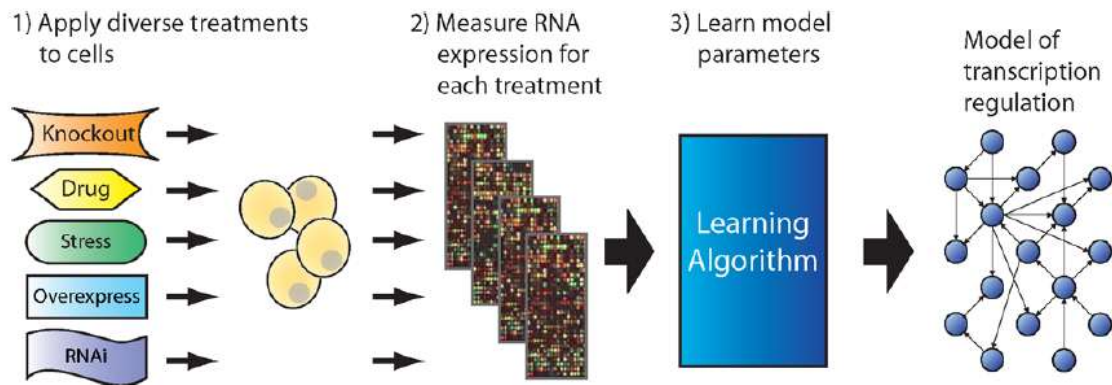 1) Apply diverse treatments
to cells
2) Measure RNA
expression for
each treatment
3) Learn model
parameters
Model of
transcription
regulation
Knockout
Drug
Stress
Overexpress
RNAi
Learning
Algorithm